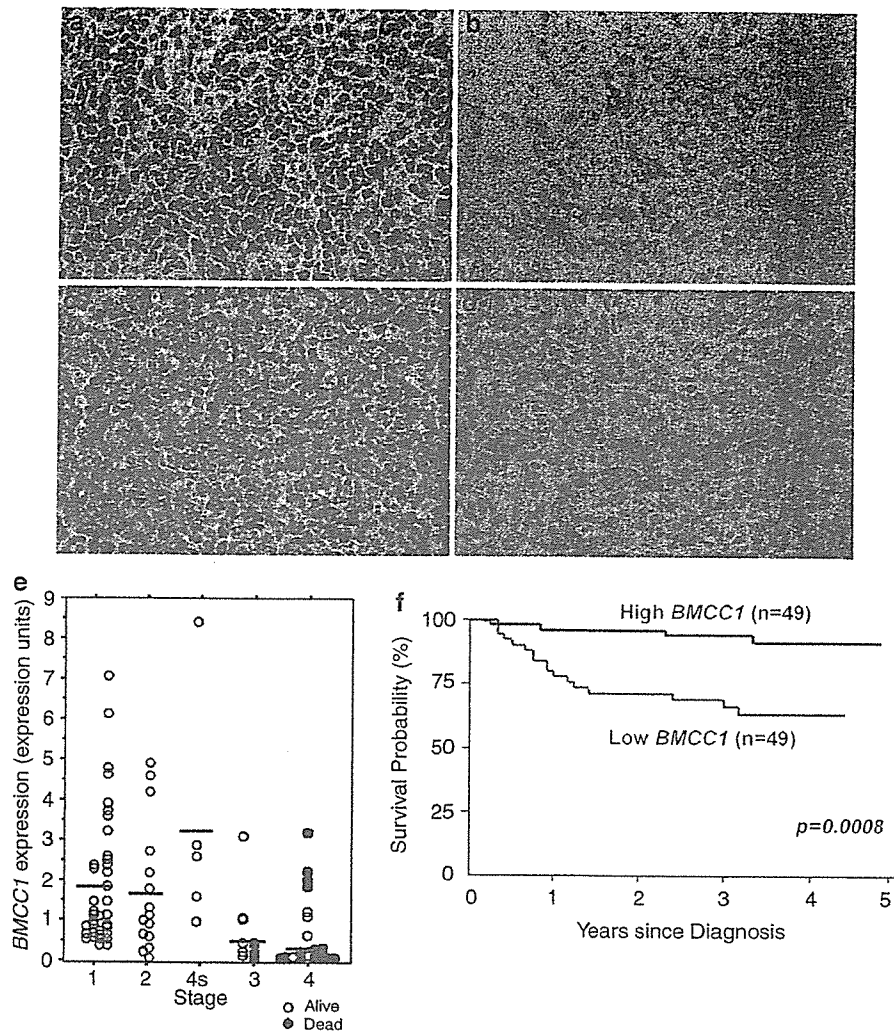 a
b
c
d
e
BMCC1 expression (expression units)
9
8
7
6
5
4
3
2
1
0
1 2 4s 3 4
Stage
Alive
Dead
f
Survival Probability (%)
100
75
50
25
0
High BMCC1 (n=49)
Low BMCC1 (n=49)
p=0.0008
0 1 2 3 4 5
Years since Diagnosis